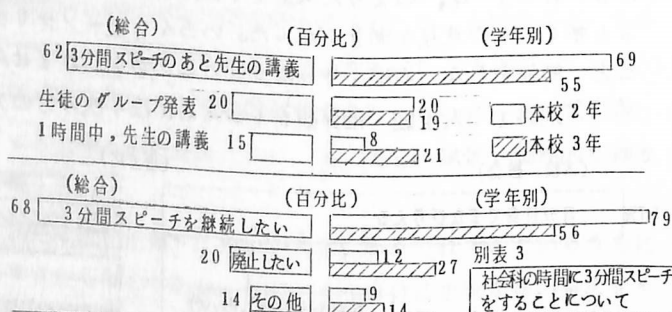 (総合) (百分比) (学年別)
62 3分間スピーチのあと先生の講義 69
55
生徒のグループ発表 20 20 本校2年
19
1時間中,先生の講義 15 8 本校3年
21
(総合) (百分比) (学年別)
68 3分間スピーチを継続したい 79
56
20 廃止したい 12 別表3
27 社会科の時間に3分間スピーチ
14 その他 9 をすることについて
14